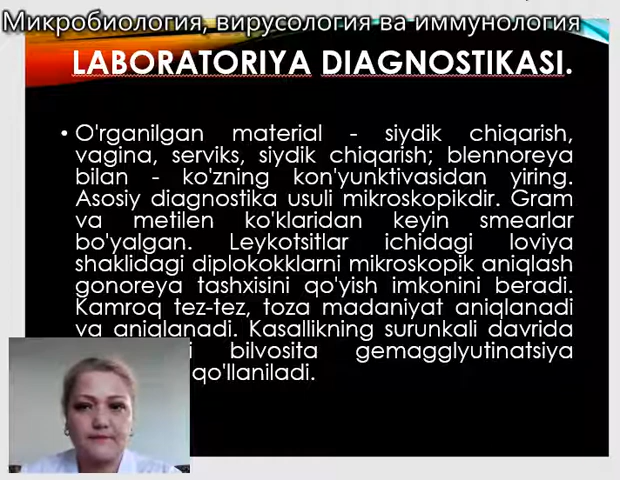 Микробиология, вирусология ва иммунология
LABORATORIYA DIAGNOSTIKASI.
• O'rganilgan material - siydik chiqarish,
vagina, serviks, siydik chiqarish; blennoreya
bilan - ko'zning kon'yunktivasidan yiring.
Asosiy diagnostika usuli mikroskopikdir. Gram
va metilen ko'klaridan keyin smearlar
bo'yalgan. Leykotsitlar ichidagi loviya
shaklidagi diplokokklarni mikroskopik aniqlash
gonoreya tashxisini qo'yish imkonini beradi.
Kamroq tez-tez, toza madaniyat aniqlanadi
va aniqlanadi. Kasallikning surunkali davrida
bilvosita gemagglyutinatsiya
qo'llaniladi.